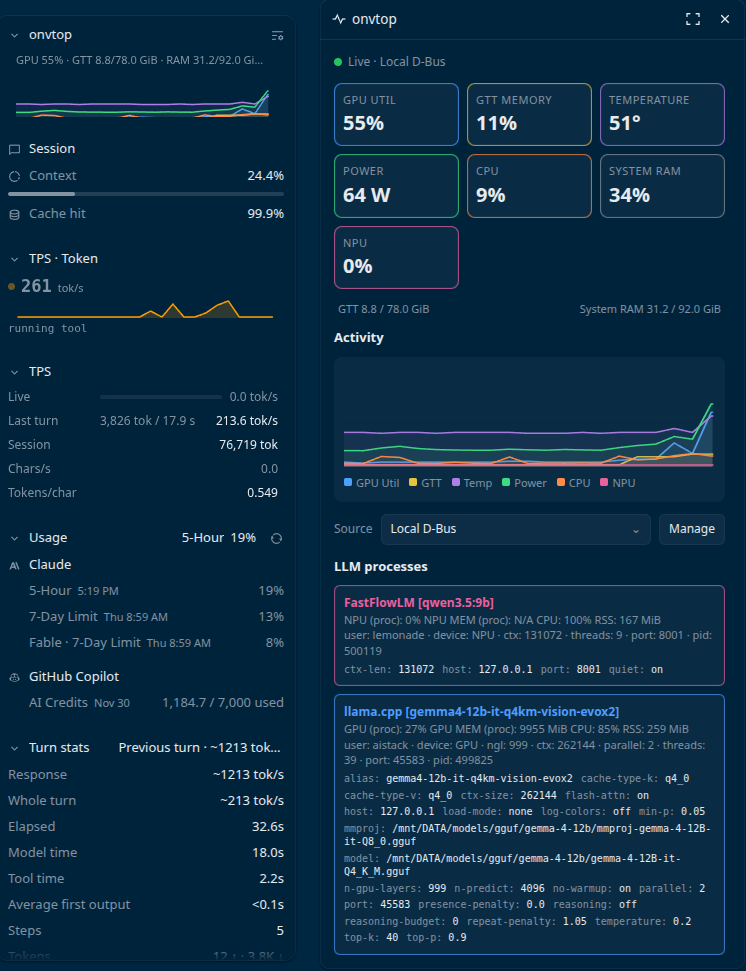 onvtop
GPU 55% · GTT 8.8/78.0 GiB · RAM 31.2/92.0 Gi...
Session
Context 24.4%
Cache hit 99.9%
TPS · Token
261 tok/s
running tool
TPS
Live 0.0 tok/s
Last turn 3,826 tok / 17.9 s 213.6 tok/s
Session 76,719 tok
Chars/s 0.0
Tokens/char 0.549
Usage 5-Hour 19%
Claude
5-Hour 5:19 PM 19%
7-Day Limit Thu 8:59 AM 13%
Fable · 7-Day Limit Thu 8:59 AM 8%
GitHub Copilot
AI Credits Nov 30 1,184.7 / 7,000 used
Turn stats Previous turn · ~1213 tok...
Response ~1213 tok/s
Whole turn ~213 tok/s
Elapsed 32.6s
Model time 18.0s
Tool time 2.2s
Average first output <0.1s
Steps 5
Tokens 12 ↑ · 3.8K ↓
onvtop
Live · Local D-Bus
GPU UTIL
55%
GTT MEMORY
11%
TEMPERATURE
51°
POWER
64 W
CPU
9%
SYSTEM RAM
34%
NPU
0%
GTT 8.8 / 78.0 GiB System RAM 31.2 / 92.0 GiB
Activity
GPU Util GTT Temp Power CPU NPU
Source Local D-Bus Manage
LLM processes
FastFlowLM [qwen3.5:9b]
NPU (proc): 0% NPU MEM (proc): N/A CPU: 100% RSS: 167 MiB
user: lemonade · device: NPU · ctx: 131072 · threads: 9 · port: 8001 · pid:
500119
ctx-len: 131072 host: 127.0.0.1 port: 8001 quiet: on
llama.cpp [gemma4-12b-it-q4km-vision-evox2]
GPU (proc): 27% GPU MEM (proc): 9955 MiB CPU: 85% RSS: 259 MiB
user: aistack · device: GPU · ngl: 999 · ctx: 262144 · parallel: 2 · threads:
39 · port: 45583 · pid: 499825
alias: gemma4-12b-it-q4km-vision-evox2 cache-type-k: q4_0
cache-type-v: q4_0 ctx-size: 262144 flash-attn: on
host: 127.0.0.1 load-mode: none log-colors: off min-p: 0.05
mmproj: /mnt/DATA/models/gguf/gemma-4-12b/mmproj-gemma-4-12B-
it-Q8_0.gguf
model: /mnt/DATA/models/gguf/gemma-4-12b/gemma-4-12B-it-
Q4_K_M.gguf
n-gpu-layers: 999 n-predict: 4096 no-warmup: on parallel: 2
port: 45583 presence-penalty: 0.0 reasoning: off
reasoning-budget: 0 repeat-penalty: 1.05 temperature: 0.2
top-k: 40 top-p: 0.9